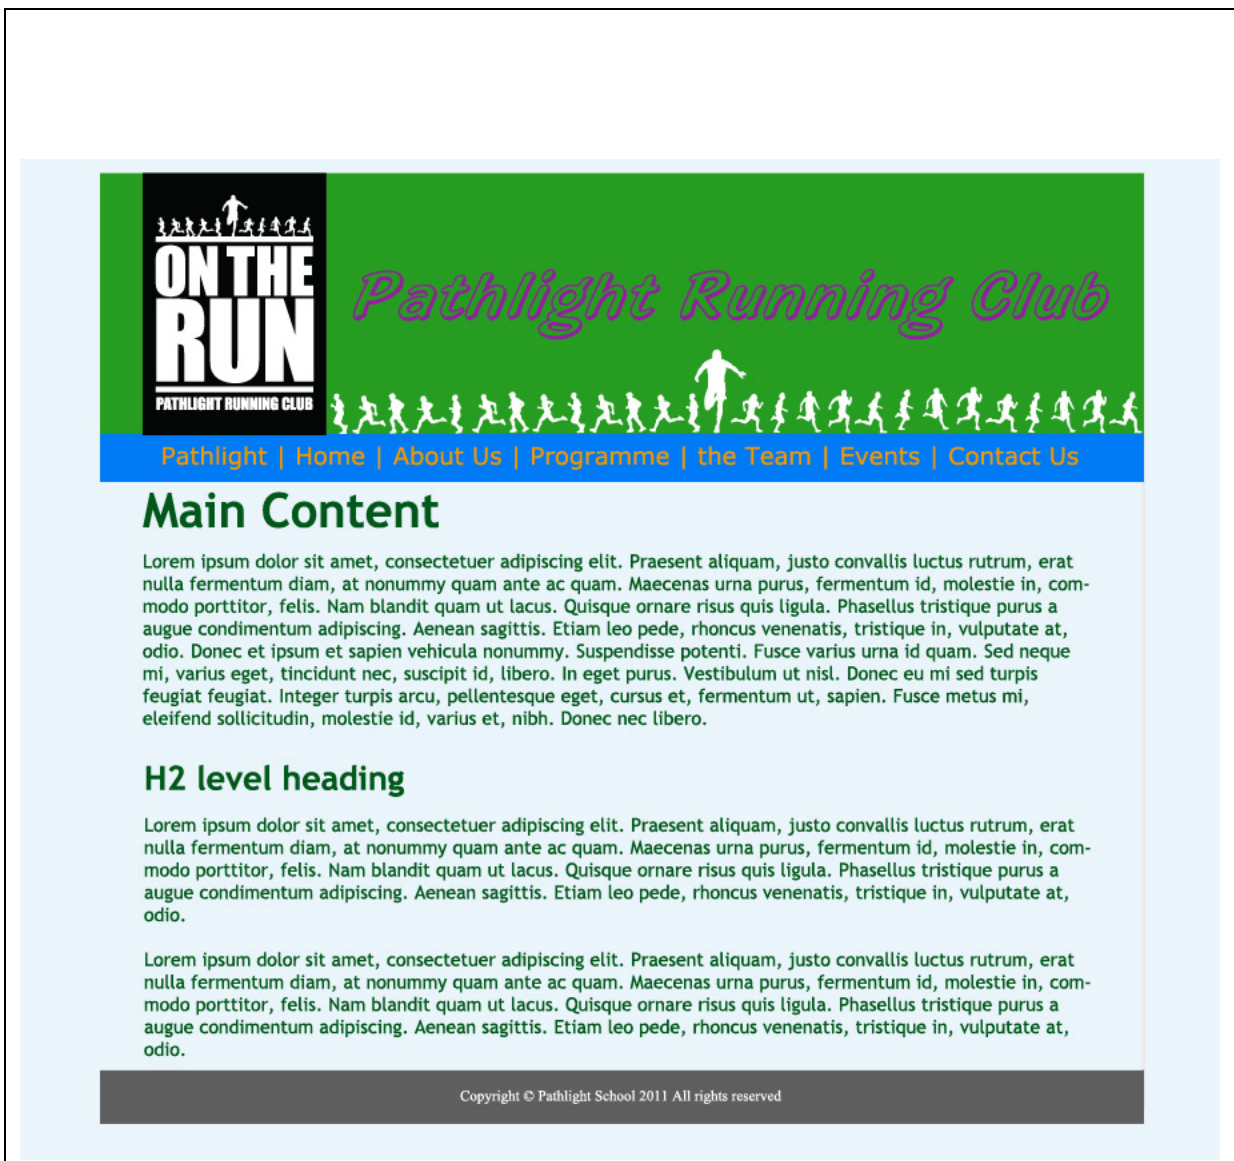 ON THE
RUN
PATHLIGHT RUNNING CLUB
Pathlight Running Club
Pathlight | Home | About Us | Programme | the Team | Events | Contact Us
Main Content
Lorem ipsum dolor sit amet, consectetuer adipiscing elit. Praesent aliquam, justo convallis luctus rutrum, erat
nulla fermentum diam, at nonummy quam ante ac quam. Maecenas urna purus, fermentum id, molestie in, com-
modo porttitor, felis. Nam blandit quam ut lacus. Quisque ornare risus quis ligula. Phasellus tristique purus a
augue condimentum adipiscing. Aenean sagittis. Etiam leo pede, rhoncus venenatis, tristique in, vulputate at,
odio. Donec et ipsum et sapien vehicula nonummy. Suspendisse potenti. Fusce varius urna id quam. Sed neque
mi, varius eget, tincidunt nec, suscipit id, libero. In eget purus. Vestibulum ut nisl. Donec eu mi sed turpis
feugiat feugiat. Integer turpis arcu, pellentesque eget, cursus et, fermentum ut, sapien. Fusce metus mi,
eleifend sollicitudin, molestie id, varius et, nibh. Donec nec libero.
H2 level heading
Lorem ipsum dolor sit amet, consectetuer adipiscing elit. Praesent aliquam, justo convallis luctus rutrum, erat
nulla fermentum diam, at nonummy quam ante ac quam. Maecenas urna purus, fermentum id, molestie in, com-
modo porttitor, felis. Nam blandit quam ut lacus. Quisque ornare risus quis ligula. Phasellus tristique purus a
augue condimentum adipiscing. Aenean sagittis. Etiam leo pede, rhoncus venenatis, tristique in, vulputate at,
odio.
Lorem ipsum dolor sit amet, consectetuer adipiscing elit. Praesent aliquam, justo convallis luctus rutrum, erat
nulla fermentum diam, at nonummy quam ante ac quam. Maecenas urna purus, fermentum id, molestie in, com-
modo porttitor, felis. Nam blandit quam ut lacus. Quisque ornare risus quis ligula. Phasellus tristique purus a
augue condimentum adipiscing. Aenean sagittis. Etiam leo pede, rhoncus venenatis, tristique in, vulputate at,
odio.
Copyright © Pathlight School 2011 All rights reserved